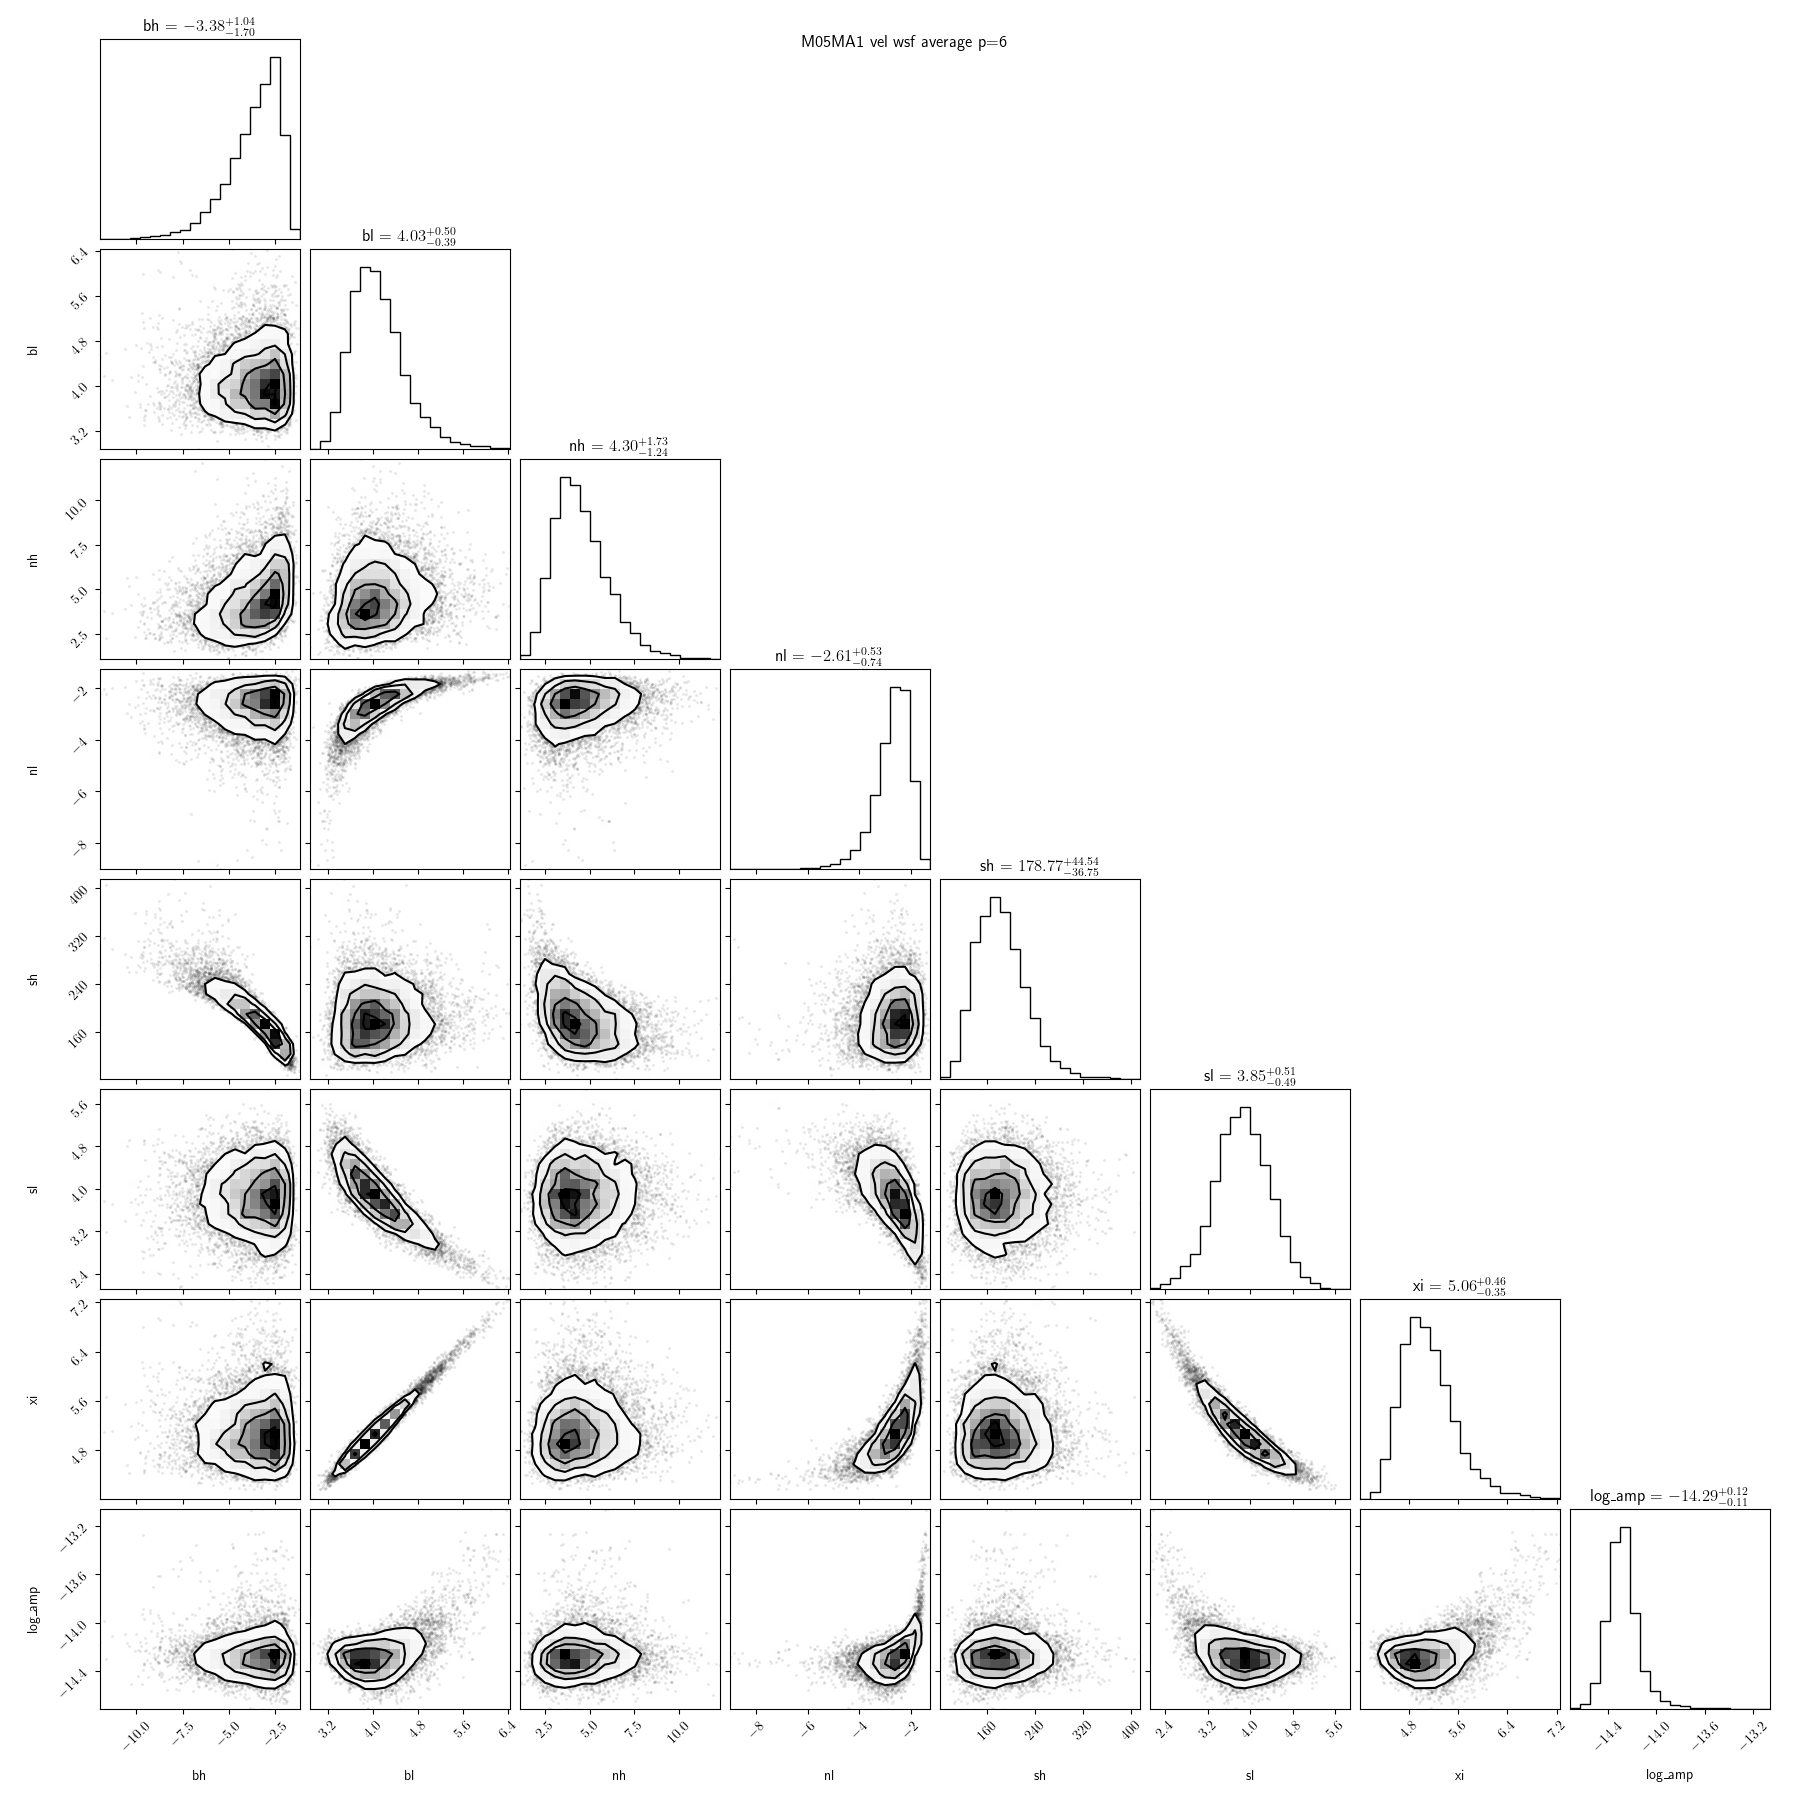 M05MA1 vel wsf average p=6
bh = −3.38 +1.04 −1.70
bl = 4.03 +0.50 −0.39
nh = 4.30 +1.73 −1.24
nl = −2.61 +0.53 −0.74
sh = 178.77 +44.54 −36.75
sl = 3.85 +0.51 −0.49
xi = 5.06 +0.46 −0.35
log_amp = −14.29 +0.12 −0.11
bl
6.4
5.6
4.8
4.0
3.2
nh
10.0
7.5
5.0
2.5
nl
−2
−4
−6
−8
sh
400
320
240
160
sl
5.6
4.8
4.0
3.2
2.4
xi
7.2
6.4
5.6
4.8
log_amp
−13.2
−13.6
−14.0
−14.4
−10.0 −7.5 −5.0 −2.5 3.2 4.0 4.8 5.6 6.4 2.5 5.0 7.5 10.0 −8 −6 −4 −2 160 240 320 400 2.4 3.2 4.0 4.8 5.6 4.8 5.6 6.4 7.2 −14.4 −14.0 −13.6 −13.2
bh bl nh nl sh sl xi log_amp